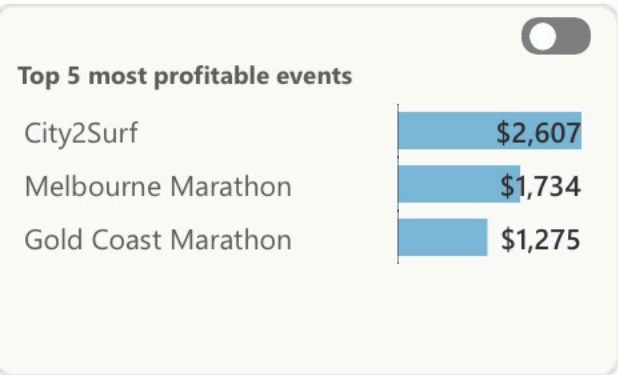 Top 5 most profitable events
City2Surf $2,607
Melbourne Marathon $1,734
Gold Coast Marathon $1,275